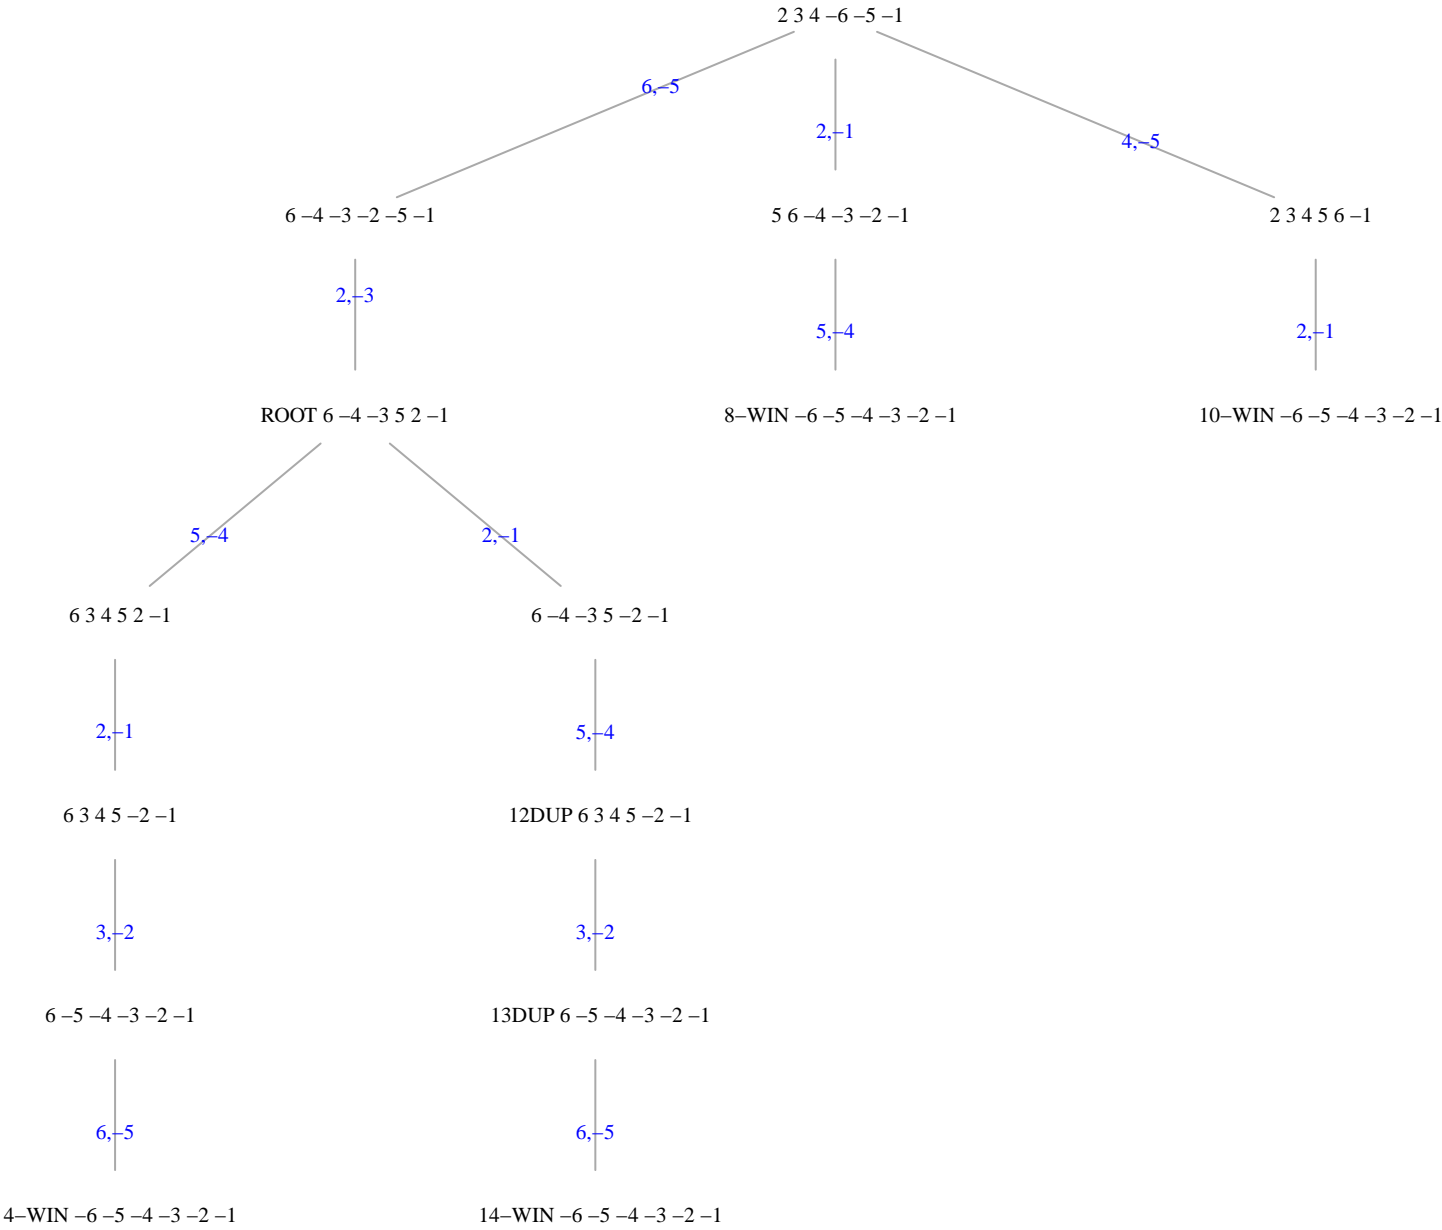 2 3 4 –6 –5 –1
6,–5
2,–1
4,–5
6 –4 –3 –2 –5 –1
5 6 –4 –3 –2 –1
2 3 4 5 6 –1
2,–3
5,–4
2,–1
ROOT 6 –4 –3 5 2 –1
8–WIN –6 –5 –4 –3 –2 –1
10–WIN –6 –5 –4 –3 –2 –1
5,–4
2,–1
6 3 4 5 2 –1
6 –4 –3 5 –2 –1
2,–1
5,–4
6 3 4 5 –2 –1
12DUP 6 3 4 5 –2 –1
3,–2
3,–2
6 –5 –4 –3 –2 –1
13DUP 6 –5 –4 –3 –2 –1
6,–5
6,–5
4–WIN –6 –5 –4 –3 –2 –1
14–WIN –6 –5 –4 –3 –2 –1